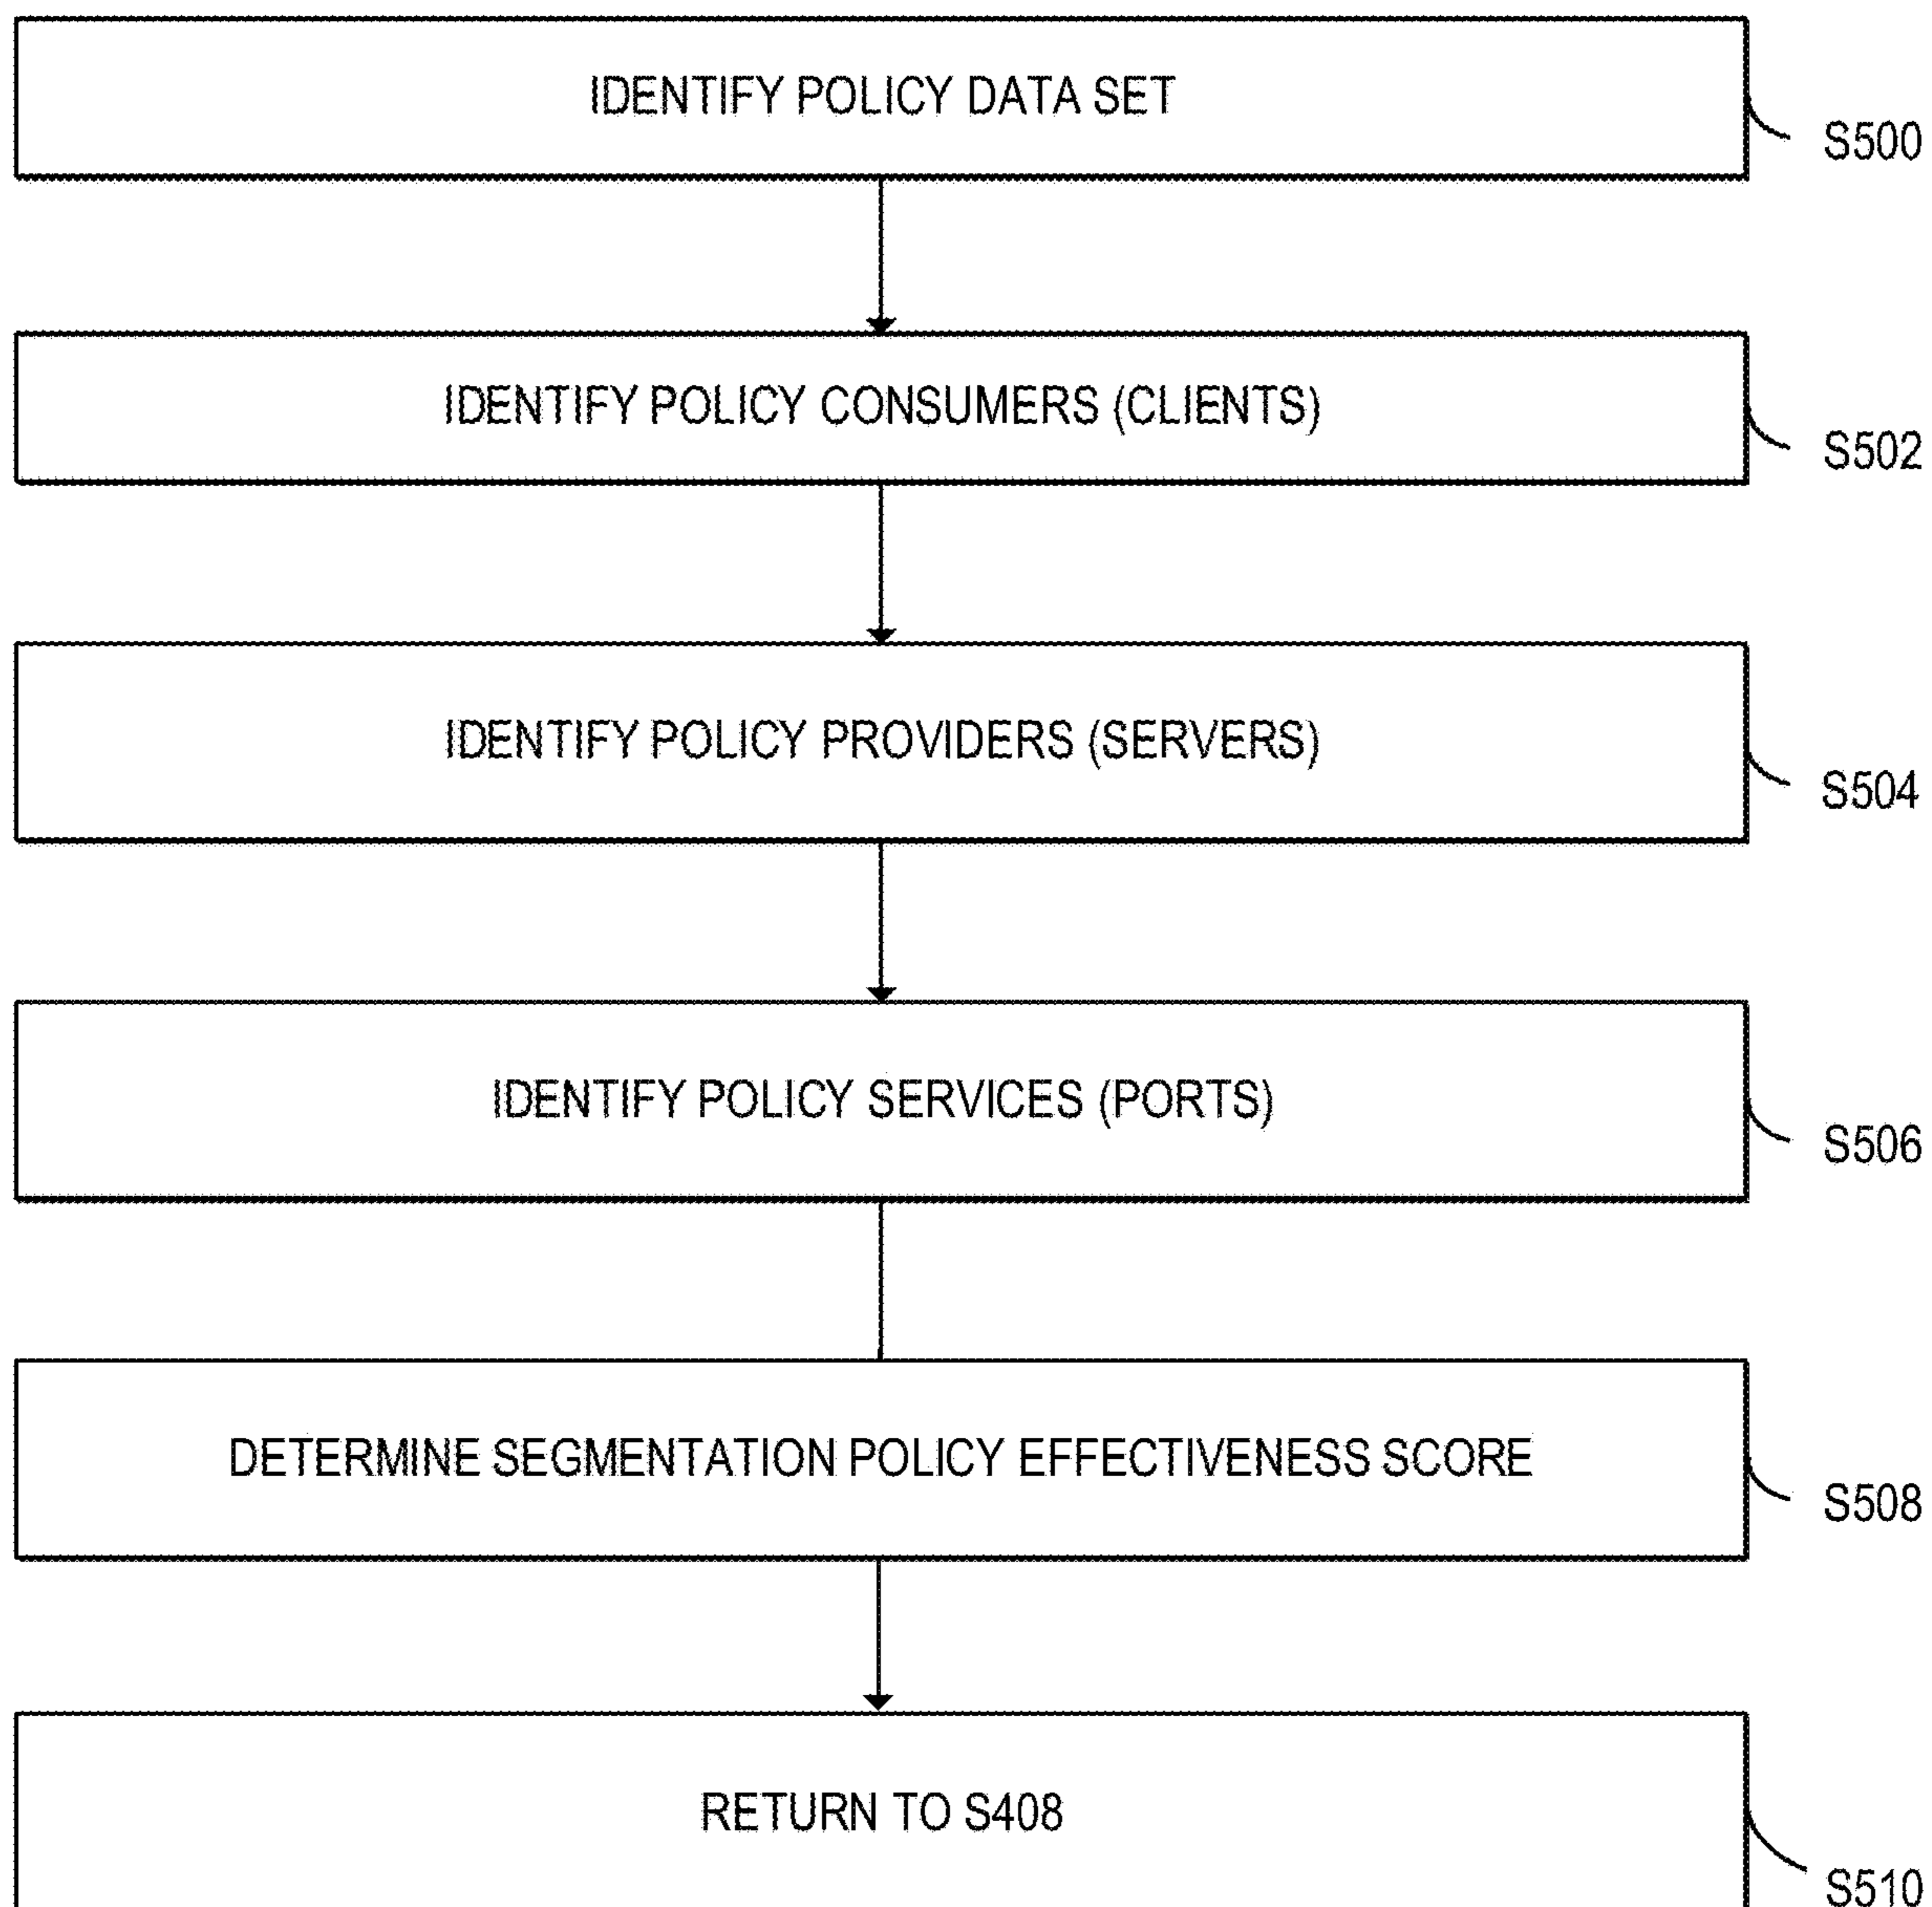 IDENTIFY POLICY DATA SET
S500
IDENTIFY POLICY CONSUMERS (CLIENTS)
S502
IDENTIFY POLICY PROVIDERS (SERVERS)
S504
IDENTIFY POLICY SERVICES (PORTS)
S506
DETERMINE SEGMENTATION POLICY EFFECTIVENESS SCORE
S508
RETURN TO S408
S510